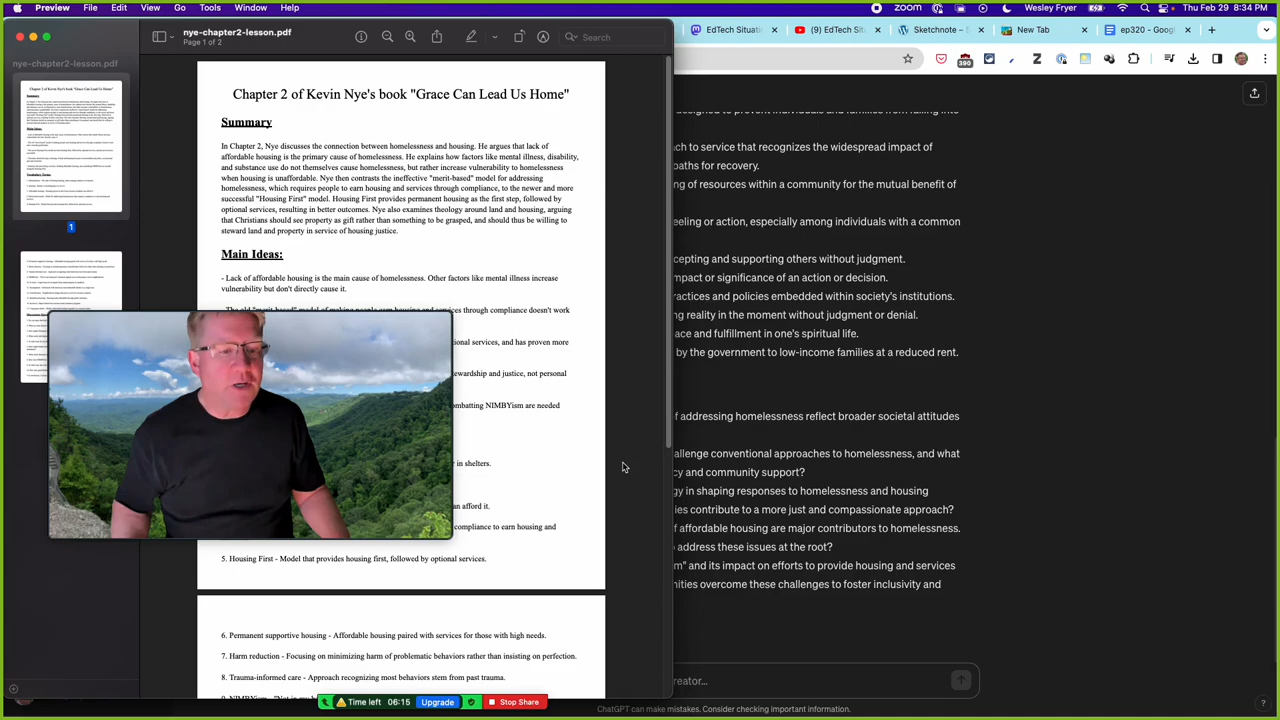 Preview File Edit View Go Tools Window Help
zoom Wesley Fryer Thu Feb 29 8:34 PM
nye-chapter2-lesson.pdf
Page 1 of 2
Search
EdTech Situati
(9) EdTech Si
Wordpress
Sketchnote –
New Tab
ep320 - Googl
390
nye-chapter2-lesson.pdf
1
Chapter 2 of Kevin Nye's book "Grace Can Lead Us Home"
Summary
In Chapter 2, Nye discusses the connection between homelessness and housing. He argues that lack of
affordable housing is the primary cause of homelessness. He explains how factors like mental illness, disability,
and substance use do not themselves cause homelessness, but rather increase vulnerability to homelessness
when housing is unaffordable. Nye then contrasts the ineffective "merit-based" model for addressing
homelessness, which requires people to earn housing and services through compliance, to the newer and more
successful "Housing First" model. Housing First provides permanent housing as the first step, followed by
optional services, resulting in better outcomes. Nye also examines theology around land and housing, arguing
that Christians should see property as gift rather than something to be grasped, and should thus be willing to
steward land and property in service of housing justice.
Main Ideas:
- Lack of affordable housing is the main cause of homelessness. Other factors like mental illness increase
vulnerability but don't directly cause it.
through compliance doesn't work
onal services, and has proven more
tewardship and justice, not personal
ombatting NIMBYism are needed
in shelters.
an afford it.
compliance to earn housing and
5. Housing First - Model that provides housing first, followed by optional services.
6. Permanent supportive housing - Affordable housing paired with services for those with high needs.
7. Harm reduction - Focusing on minimizing harm of problematic behaviors rather than insisting on perfection.
8. Trauma-informed care - Approach recognizing most behaviors stem from past trauma.
ach to service that recognizes the widespread impact of
paths for recovery.
ng of resources within a community for the mutual benefit of
eeling or action, especially among individuals with a common
cepting and supporting others without judgment.
mpact or significance of an action or decision.
ractices and policies embedded within society's institutions.
ng reality in the moment without judgment or denial.
ace and fulfillment in one's spiritual life.
by the government to low-income families at a reduced rent.
f addressing homelessness reflect broader societal attitudes
allenge conventional approaches to homelessness, and what
cy and community support?
gy in shaping responses to homelessness and housing
ies contribute to a more just and compassionate approach?
of affordable housing are major contributors to homelessness.
o address these issues at the root?
m" and its impact on efforts to provide housing and services
nities overcome these challenges to foster inclusivity and
reator...
Time left 06:15 Upgrade Stop Share
ChatGPT can make mistakes. Consider checking important information.
?